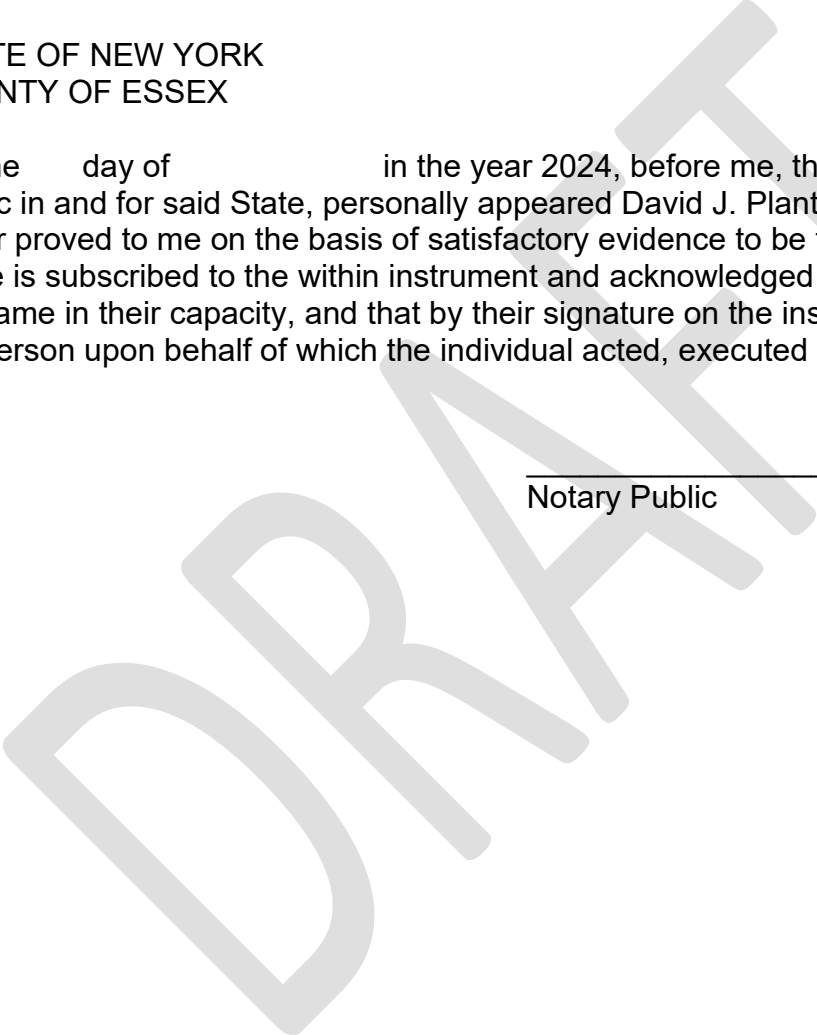 TE OF NEW YORK
NTY OF ESSEX
ne day of in the year 2024, before me, th
c in and for said State, personally appeared David J. Plant
r proved to me on the basis of satisfactory evidence to be
e is subscribed to the within instrument and acknowledged
ame in their capacity, and that by their signature on the ins
erson upon behalf of which the individual acted, executed
Notary Public
DRAFT